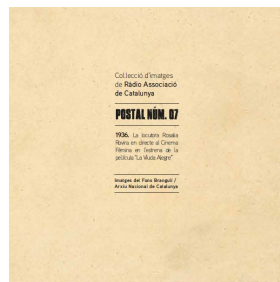 Col.lecció d'imatges
de Ràdio Associació
de Catalunya
POSTAL NÚM. 07
1936. La locutora Rosalia
Rovira en directe al Cinema
Fèmina en l'estrena de la
pel·lícula "La Viuda Alegre"
Imatges del Fons Brangulí /
Arxiu Nacional de Catalunya